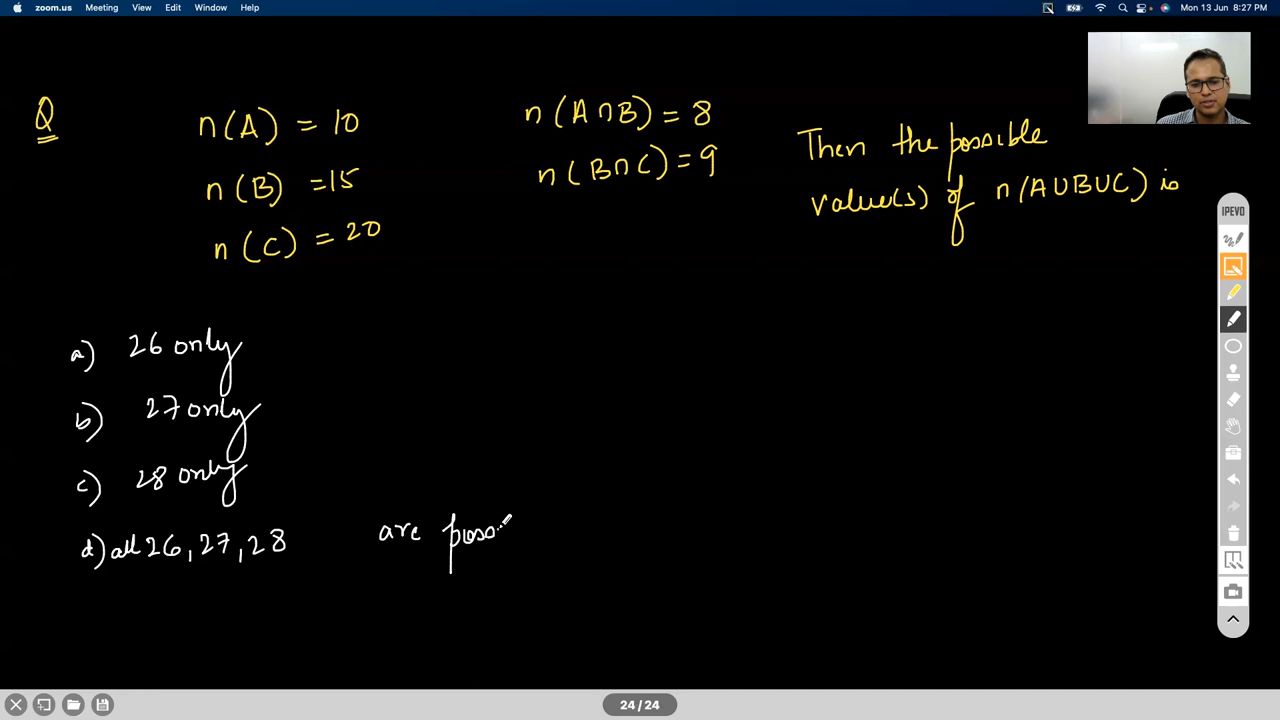 zoom.us Meeting View Edit Window Help
Mon 13 Jun 8:27 PM
Q
n(A) = 10
n(B) =15
n(C) = 20
n(A∩B) = 8
n(B∩C) = 9
Then the possible
value(s) of n(A∪B∪C) is
a) 26 only
b) 27 only
c) 28 only
d) all 26, 27, 28 are poss
IPEVO
24 / 24